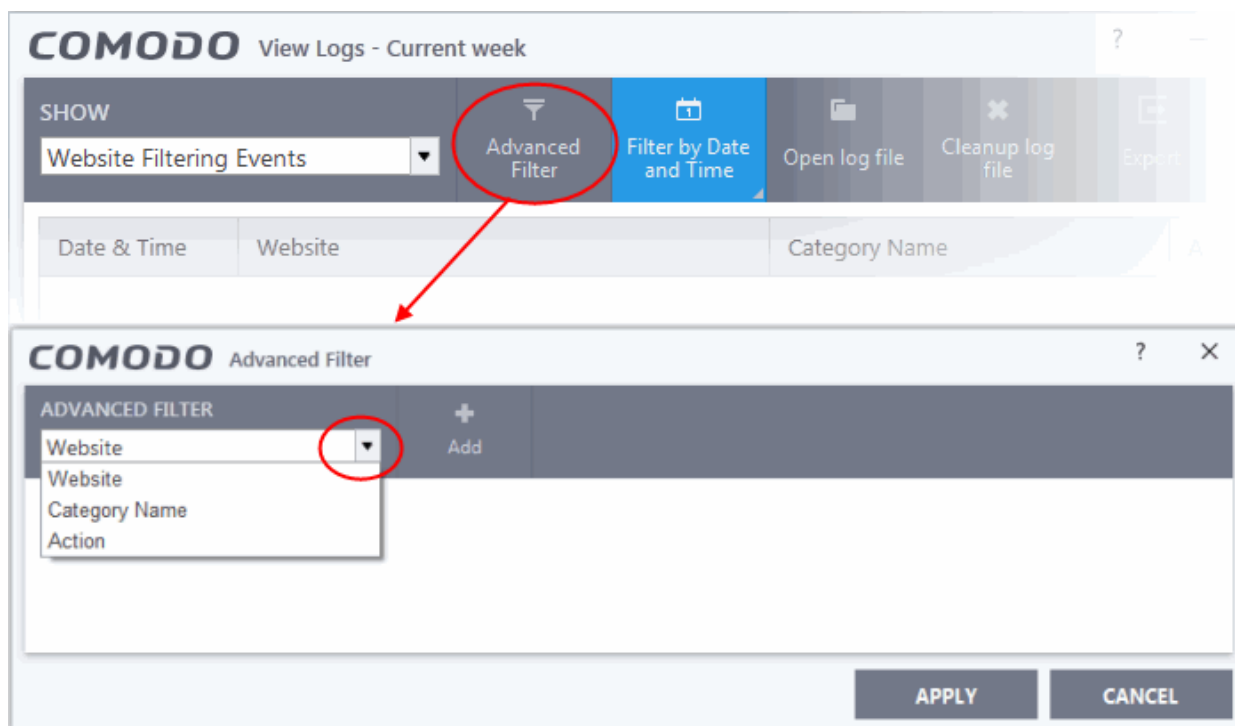 COMODO View Logs - Current week ?
SHOW
Website Filtering Events
Advanced
Filter
Filter by Date
and Time
Open log file
Cleanup log
file
Export
Date & Time Website Category Name A
COMODO Advanced Filter ?
ADVANCED FILTER
Website
Add
Website
Category Name
Action
APPLY CANCEL